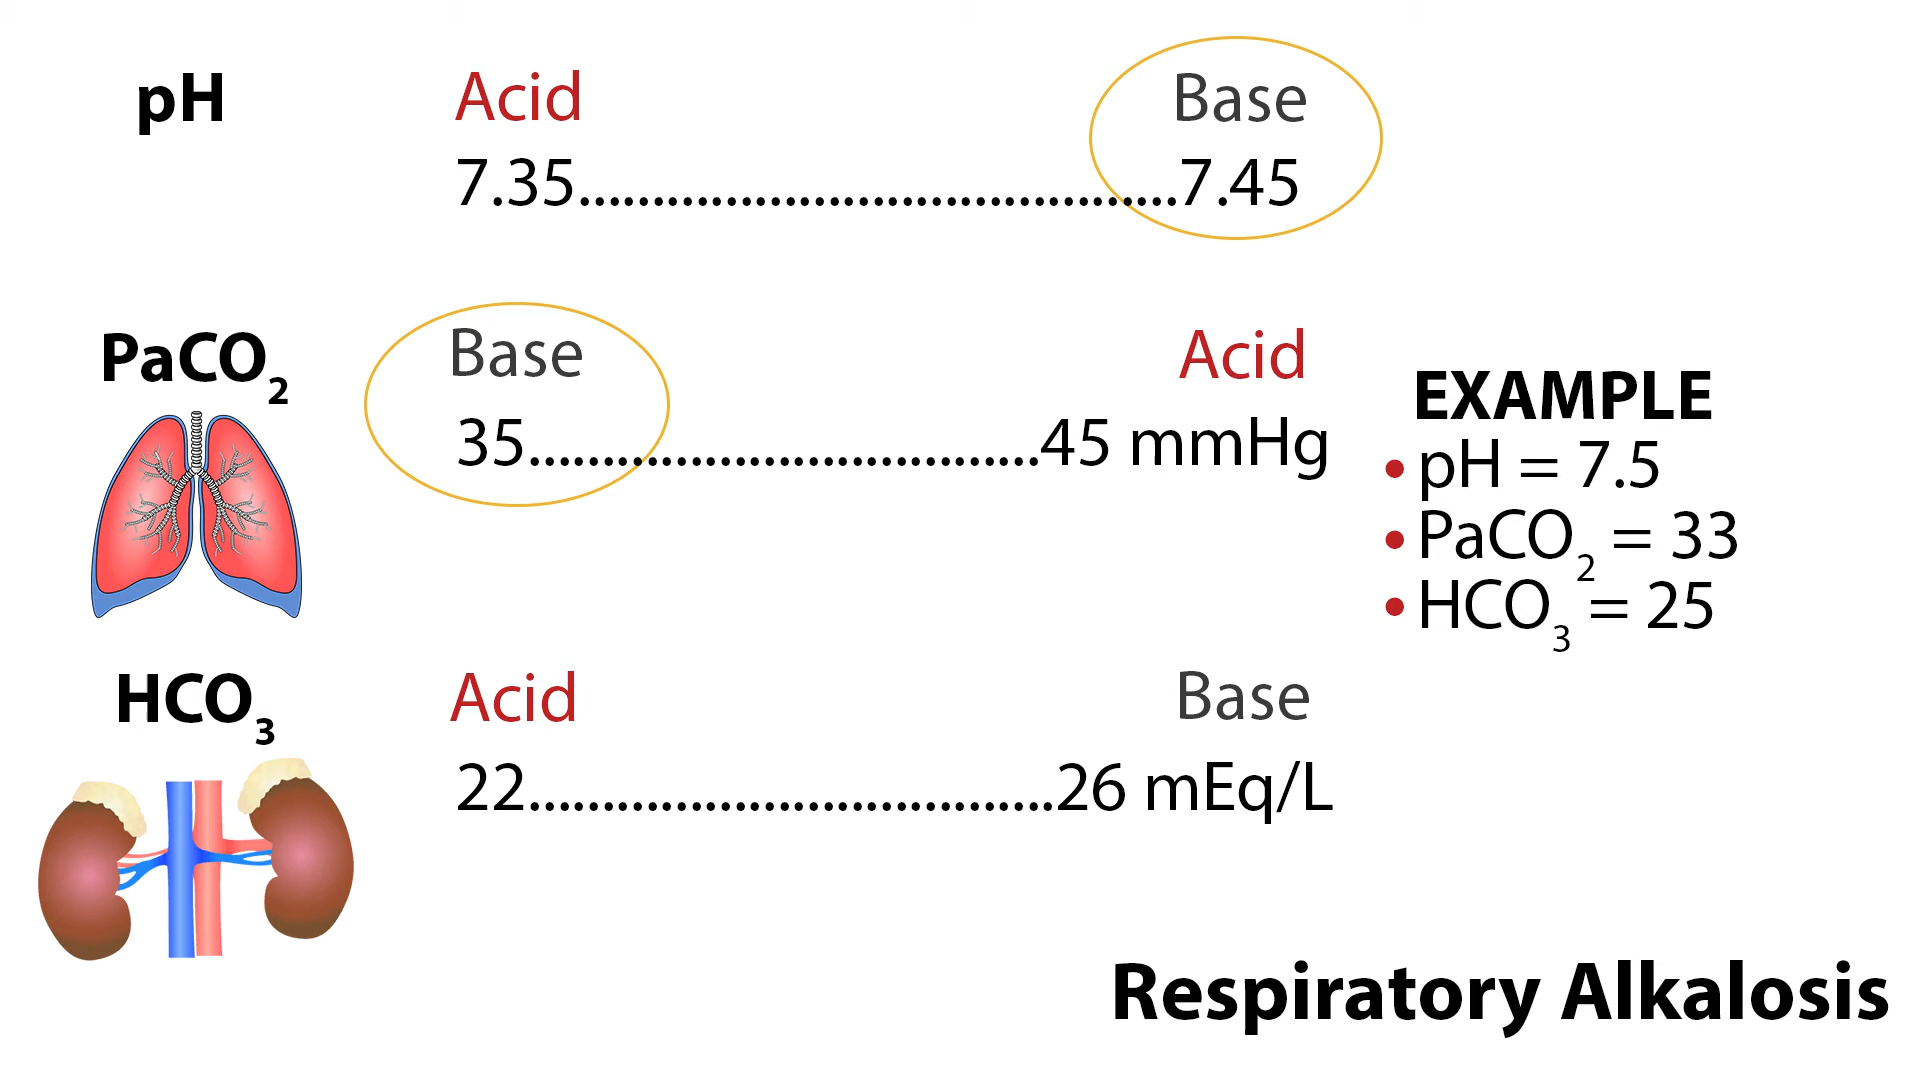 pH
Acid
Base
7.35........................................7.45
PaCO2
Base
Acid
35...................................45 mmHg
EXAMPLE
• pH = 7.5
• PaCO2 = 33
• HCO3 = 25
HCO3
Acid
Base
22....................................26 mEq/L
Respiratory Alkalosis